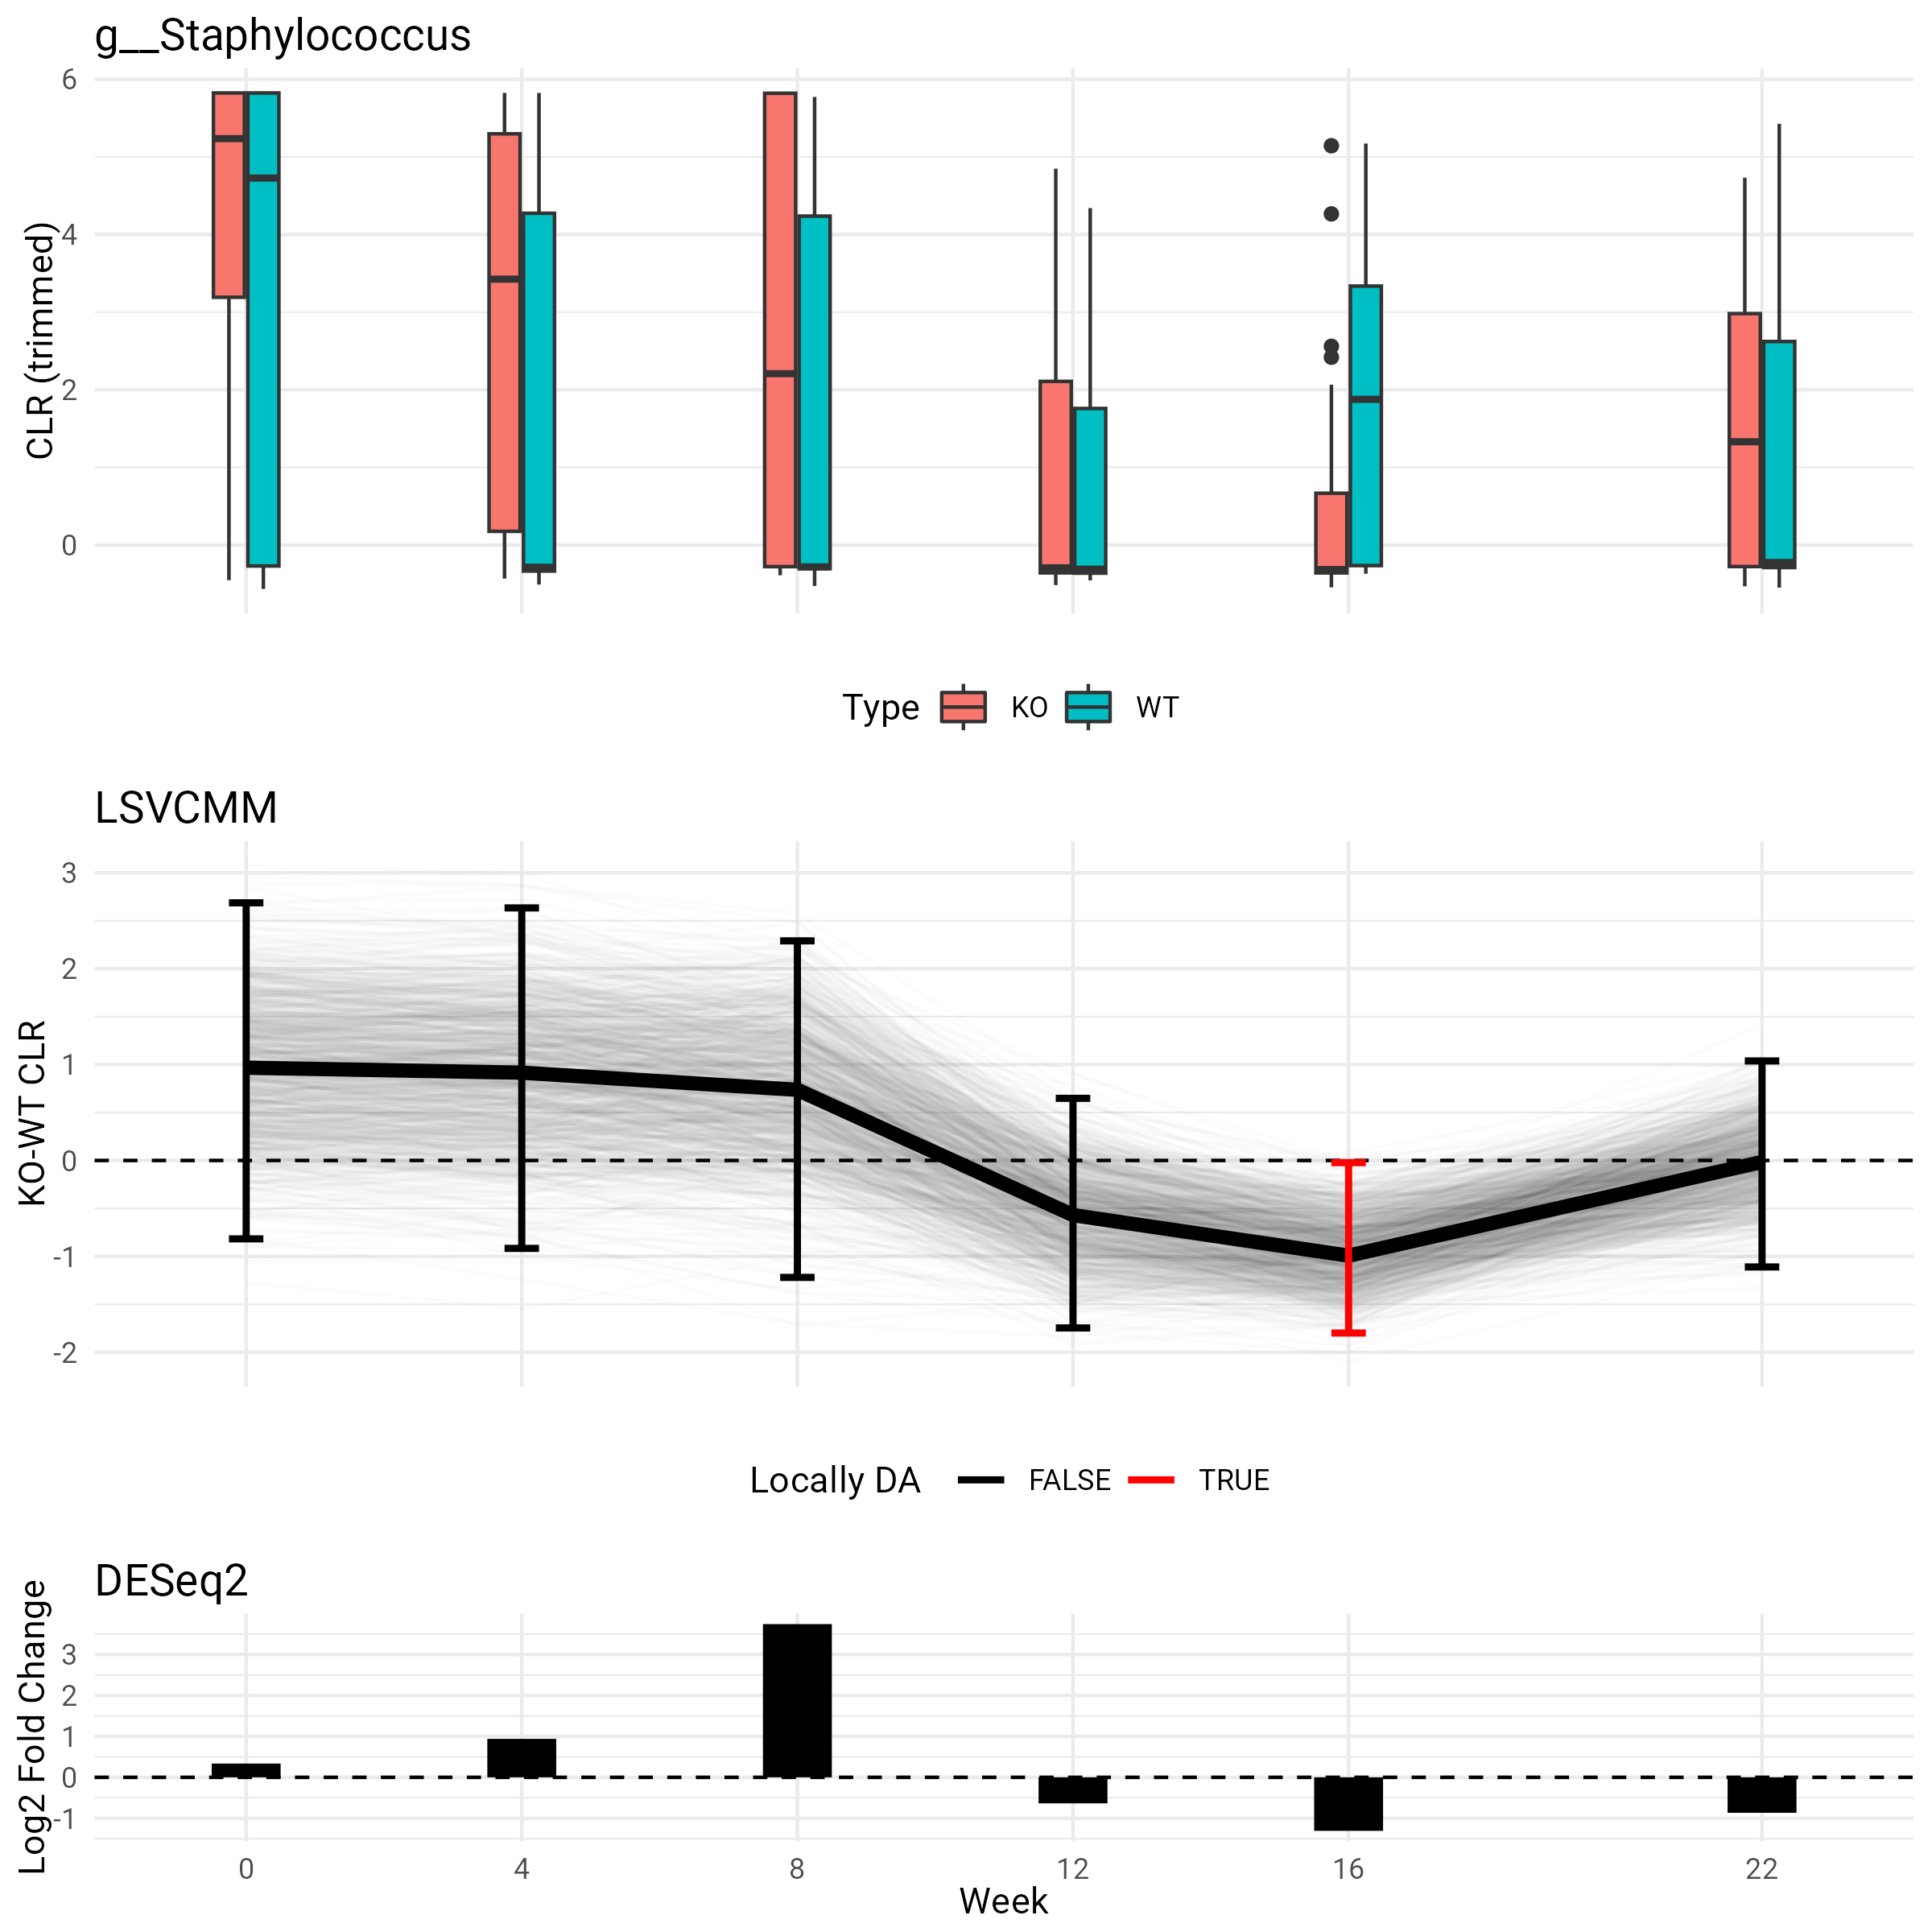 g__Staphylococcus
CLR (trimmed)
6
4
2
0
Type KO WT
LSVCMM
KO-WT CLR
3
2
1
0
-1
-2
Locally DA FALSE TRUE
DESeq2
Log2 Fold Change
3
2
1
0
-1
0 4 8 12 16 22
Week